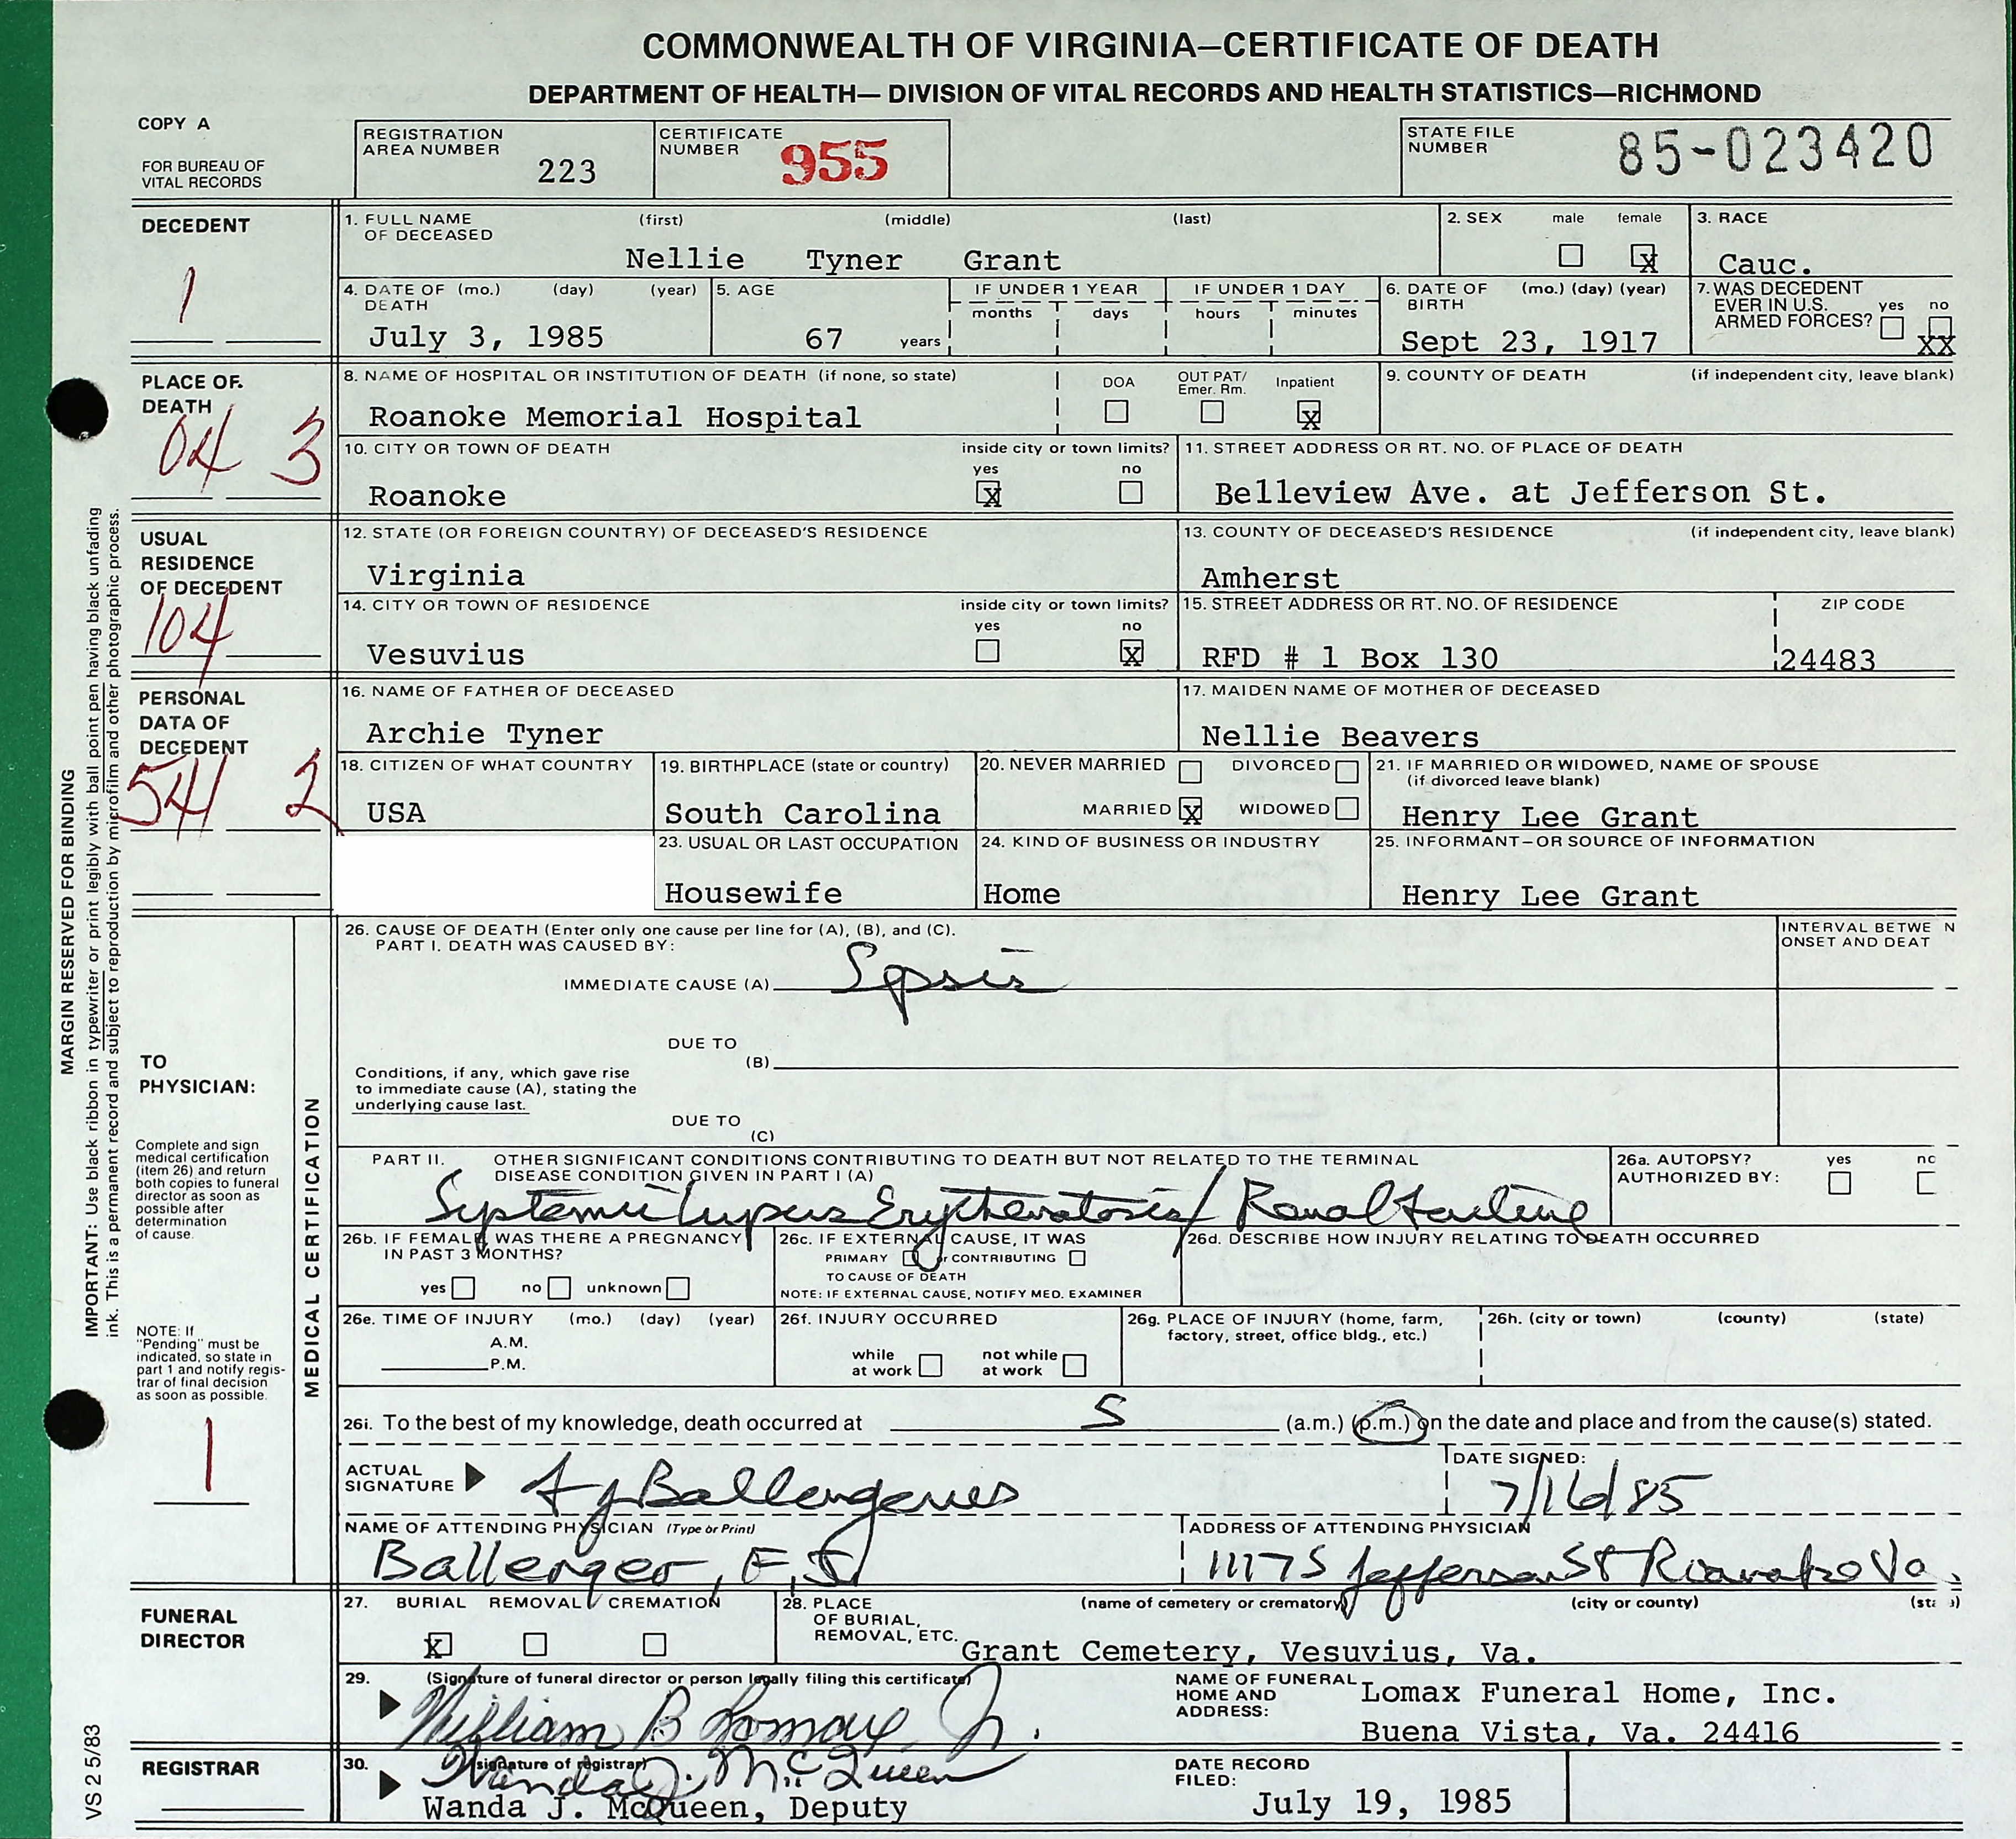 COMMONWEALTH OF VIRGINIA—CERTIFICATE OF DEATH
DEPARTMENT OF HEALTH— DIVISION OF VITAL RECORDS AND HEALTH STATISTICS—RICHMOND
COPY A
FOR BUREAU OF
VITAL RECORDS
REGISTRATION
AREA NUMBER
223
CERTIFICATE
NUMBER
955
STATE FILE
NUMBER
85-023420
DECEDENT
1
1. FULL NAME (first) (middle) (last)
OF DECEASED
Nellie Tyner Grant
2. SEX male female
X
3. RACE
Cauc.
4. DATE OF (mo.) (day) (year)
DEATH
July 3, 1985
5. AGE
67 years
IF UNDER 1 YEAR
months days
IF UNDER 1 DAY
hours minutes
6. DATE OF (mo.) (day) (year)
BIRTH
Sept 23, 1917
7. WAS DECEDENT
EVER IN U.S. yes no
ARMED FORCES?
XX
PLACE OF.
DEATH
04 3
8. NAME OF HOSPITAL OR INSTITUTION OF DEATH (if none, so state)
Roanoke Memorial Hospital
DOA OUT PAT/ Inpatient
Emer. Rm.
X
9. COUNTY OF DEATH (if independent city, leave blank)
10. CITY OR TOWN OF DEATH inside city or town limits?
yes no
Roanoke X
11. STREET ADDRESS OR RT. NO. OF PLACE OF DEATH
Belleview Ave. at Jefferson St.
USUAL
RESIDENCE
OF DECEDENT
104
12. STATE (OR FOREIGN COUNTRY) OF DECEASED'S RESIDENCE
Virginia
13. COUNTY OF DECEASED'S RESIDENCE (if independent city, leave blank)
Amherst
14. CITY OR TOWN OF RESIDENCE inside city or town limits?
yes no
Vesuvius X
15. STREET ADDRESS OR RT. NO. OF RESIDENCE ZIP CODE
RFD # 1 Box 130 24483
PERSONAL
DATA OF
DECEDENT
541 2
16. NAME OF FATHER OF DECEASED
Archie Tyner
17. MAIDEN NAME OF MOTHER OF DECEASED
Nellie Beavers
18. CITIZEN OF WHAT COUNTRY
USA
19. BIRTHPLACE (state or country)
South Carolina
20. NEVER MARRIED DIVORCED
MARRIED X WIDOWED
21. IF MARRIED OR WIDOWED, NAME OF SPOUSE
(if divorced leave blank)
Henry Lee Grant
23. USUAL OR LAST OCCUPATION
Housewife
24. KIND OF BUSINESS OR INDUSTRY
Home
25. INFORMANT—OR SOURCE OF INFORMATION
Henry Lee Grant
MARGIN RESERVED FOR BINDING
IMPORTANT: Use black ribbon in typewriter or print legibly with ball point pen having black unfading
ink. This is a permanent record and subject to reproduction by microfilm and other photographic process.
TO
PHYSICIAN:
Complete and sign
medical certification
(item 26) and return
both copies to funeral
director as soon as
possible after
determination
of cause.
NOTE: If
"Pending" must be
indicated, so state in
part 1 and notify regis-
trar of final decision
as soon as possible.
1
MEDICAL CERTIFICATION
26. CAUSE OF DEATH (Enter only one cause per line for (A), (B), and (C).
PART I. DEATH WAS CAUSED BY:
INTERVAL BETWE N
ONSET AND DEAT
IMMEDIATE CAUSE (A) Sepsis
DUE TO
(B)
Conditions, if any, which gave rise
to immediate cause (A), stating the
underlying cause last.
DUE TO
(C)
PART II. OTHER SIGNIFICANT CONDITIONS CONTRIBUTING TO DEATH BUT NOT RELATED TO THE TERMINAL
DISEASE CONDITION GIVEN IN PART I (A)
Systemic Lupus Erythematosis / Renal Failure
26a. AUTOPSY? yes no
AUTHORIZED BY:
26b. IF FEMALE, WAS THERE A PREGNANCY
IN PAST 3 MONTHS?
yes no unknown
26c. IF EXTERNAL CAUSE, IT WAS
PRIMARY or CONTRIBUTING
TO CAUSE OF DEATH
NOTE: IF EXTERNAL CAUSE, NOTIFY MED. EXAMINER
26d. DESCRIBE HOW INJURY RELATING TO DEATH OCCURRED
26e. TIME OF INJURY (mo.) (day) (year)
A.M.
P.M.
26f. INJURY OCCURRED
while not while
at work at work
26g. PLACE OF INJURY (home, farm,
factory, street, office bldg., etc.)
26h. (city or town) (county) (state)
26i. To the best of my knowledge, death occurred at 5 (a.m.) (p.m.) on the date and place and from the cause(s) stated.
ACTUAL
SIGNATURE
DATE SIGNED:
7/16/85
NAME OF ATTENDING PHYSICIAN (Type or Print)
Ballenger, F, J
ADDRESS OF ATTENDING PHYSICIAN
1117 S Jefferson St Roanoke Va.
FUNERAL
DIRECTOR
27. BURIAL REMOVAL CREMATION
X
28. PLACE (name of cemetery or crematory) (city or county) (state)
OF BURIAL,
REMOVAL, ETC.
Grant Cemetery, Vesuvius, Va.
29. (Signature of funeral director or person legally filing this certificate)
William B Lomax Jr.
NAME OF FUNERAL
HOME AND
ADDRESS:
Lomax Funeral Home, Inc.
Buena Vista, Va. 24416
REGISTRAR
30. (signature of registrar)
Wanda J. McQueen
Wanda J. McQueen, Deputy
DATE RECORD
FILED:
July 19, 1985
VS 2 5/83